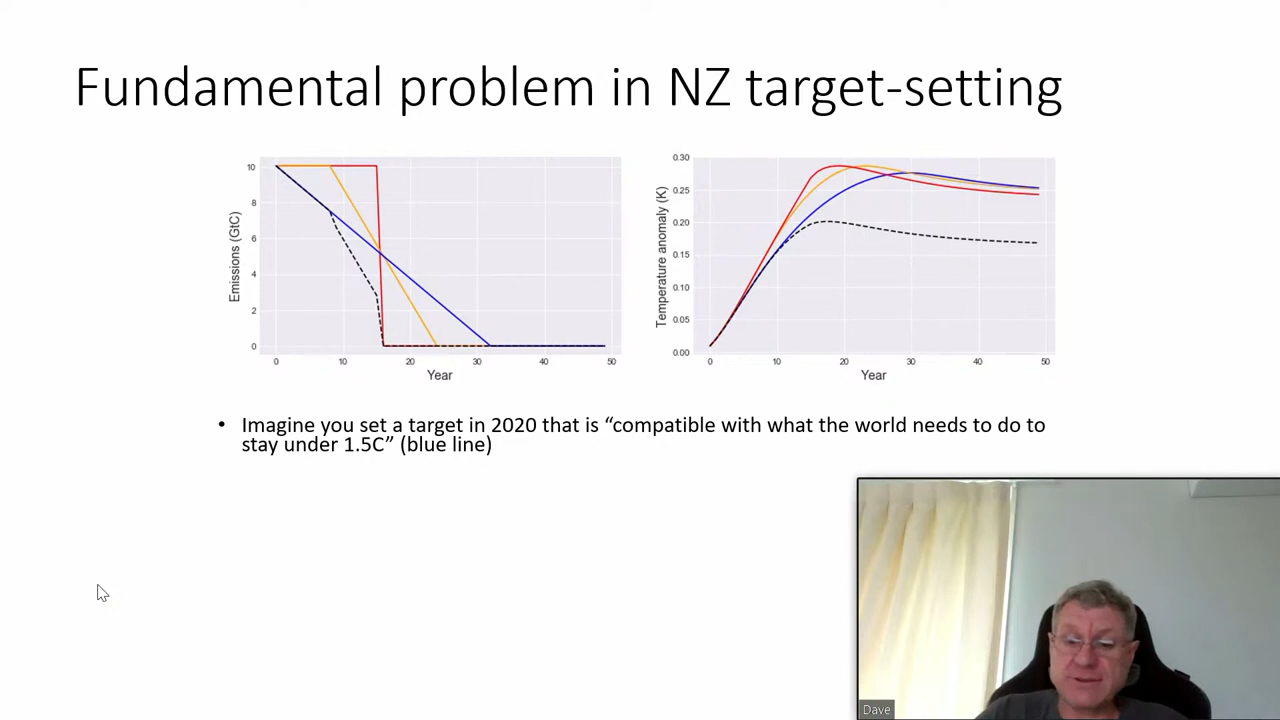 Fundamental problem in NZ target-setting
10
8
6
4
2
0
Emissions (GtC)
0 10 20 30 40 50
Year
0.30
0.25
0.20
0.15
0.10
0.05
0.00
Temperature anomaly (K)
0 10 20 30 40 50
Year
• Imagine you set a target in 2020 that is “compatible with what the world needs to do to
stay under 1.5C” (blue line)
Dave